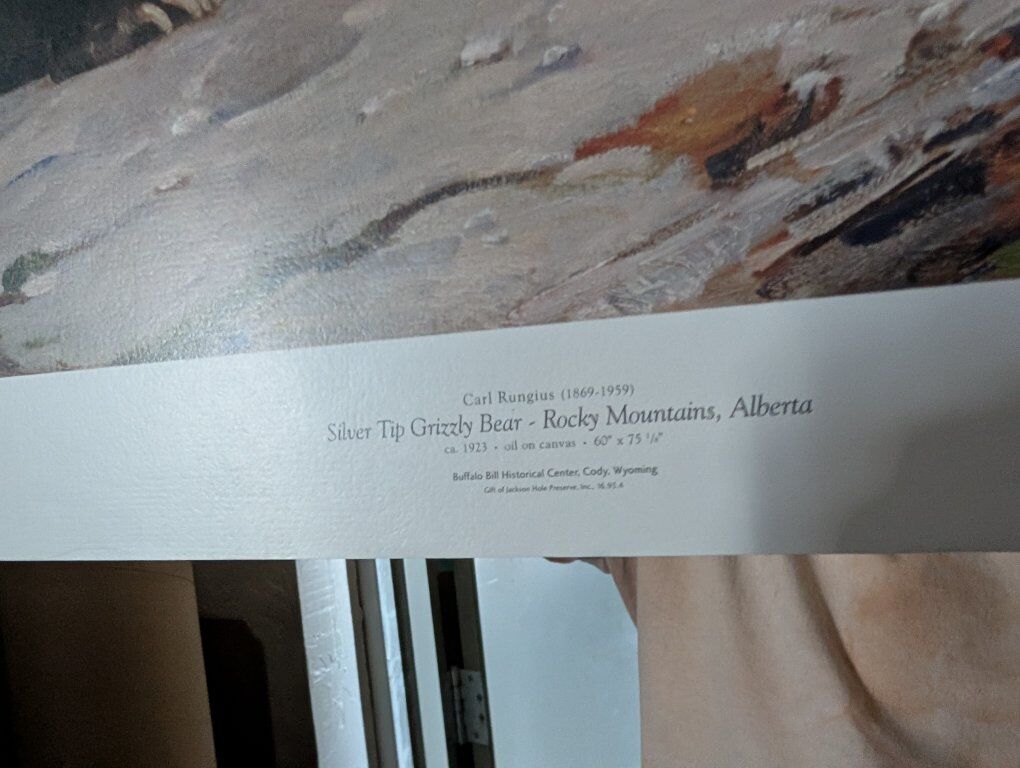 Carl Rungius (1869-1959)
Silver Tip Grizzly Bear - Rocky Mountains, Alberta
ca. 1923 • oil on canvas • 60" x 75 ⅛"
Buffalo Bill Historical Center, Cody, Wyoming
Gift of Jackson Hole Preserve, Inc., 16.93.4